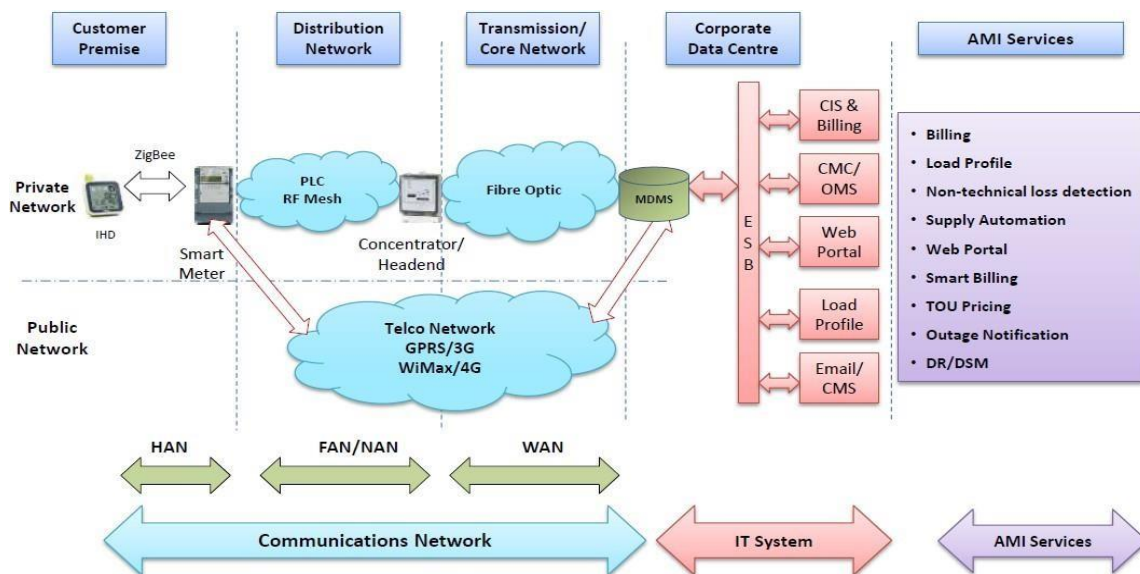 Customer
Premise
Distribution
Network
Transmission/
Core Network
Corporate
Data Centre
AMI Services
Private
Network
ZigBee
IHD
Smart
Meter
PLC
RF Mesh
Concentrator/
Headend
Fibre Optic
MDMS
E
S
B
CIS &
Billing
CMC/
OMS
Web
Portal
Load
Profile
Email/
CMS
• Billing
• Load Profile
• Non-technical loss detection
• Supply Automation
• Web Portal
• Smart Billing
• TOU Pricing
• Outage Notification
• DR/DSM
Public
Network
Telco Network
GPRS/3G
WiMax/4G
HAN
FAN/NAN
WAN
Communications Network
IT System
AMI Services